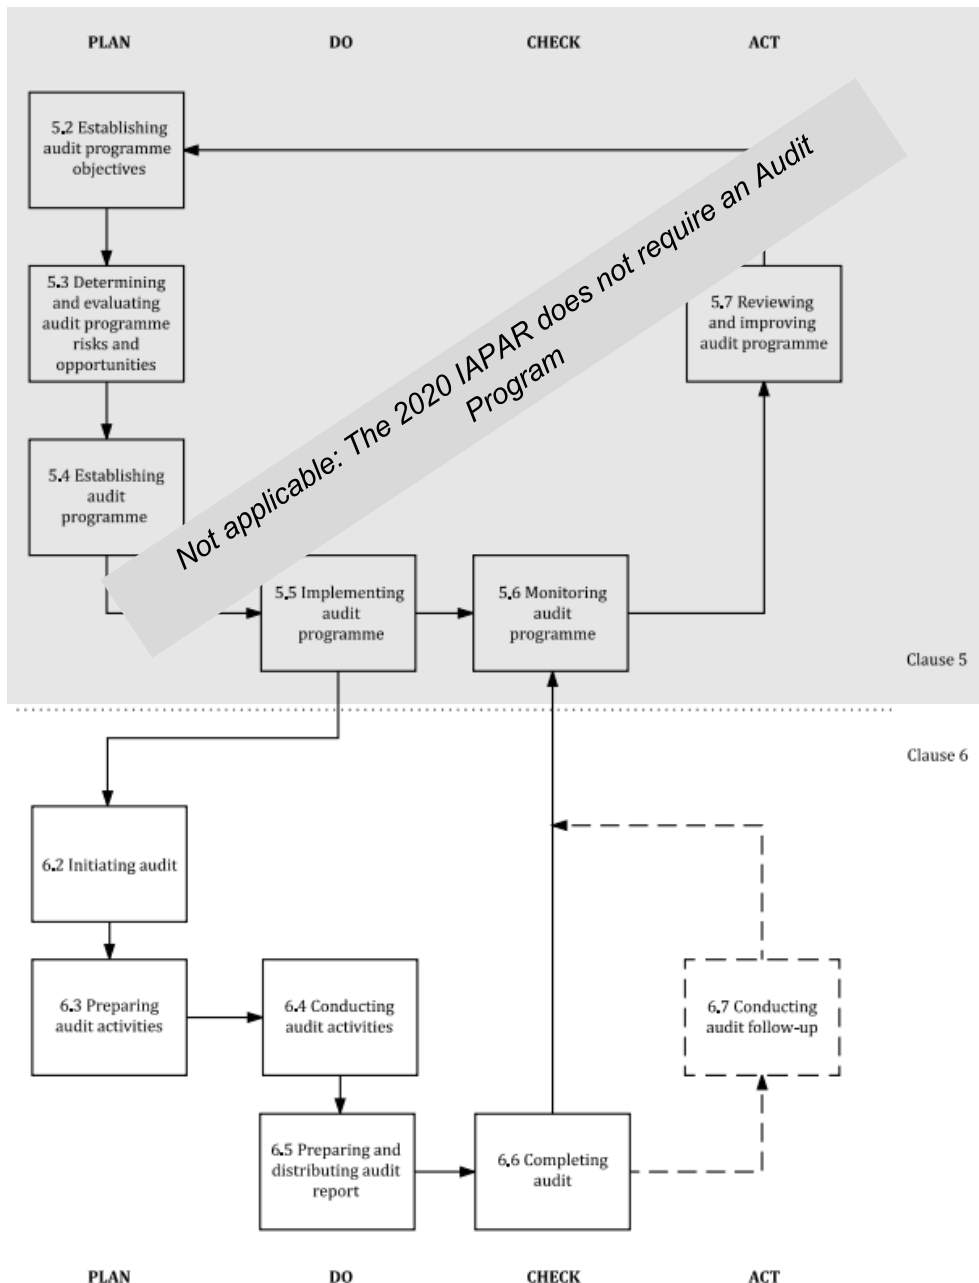 PLAN DO CHECK ACT
5.2 Establishing
audit programme
objectives
5.3 Determining
and evaluating
audit programme
risks and
opportunities
5.7 Reviewing
and improving
audit programme
Not applicable: The 2020 IAPAR does not require an Audit
Program
5.4 Establishing
audit
programme
5.5 Implementing
audit
programme
5.6 Monitoring
audit
programme
Clause 5
Clause 6
6.2 Initiating audit
6.3 Preparing
audit activities
6.4 Conducting
audit activities
6.7 Conducting
audit follow-up
6.5 Preparing and
distributing audit
report
6.6 Completing
audit
PLAN DO CHECK ACT